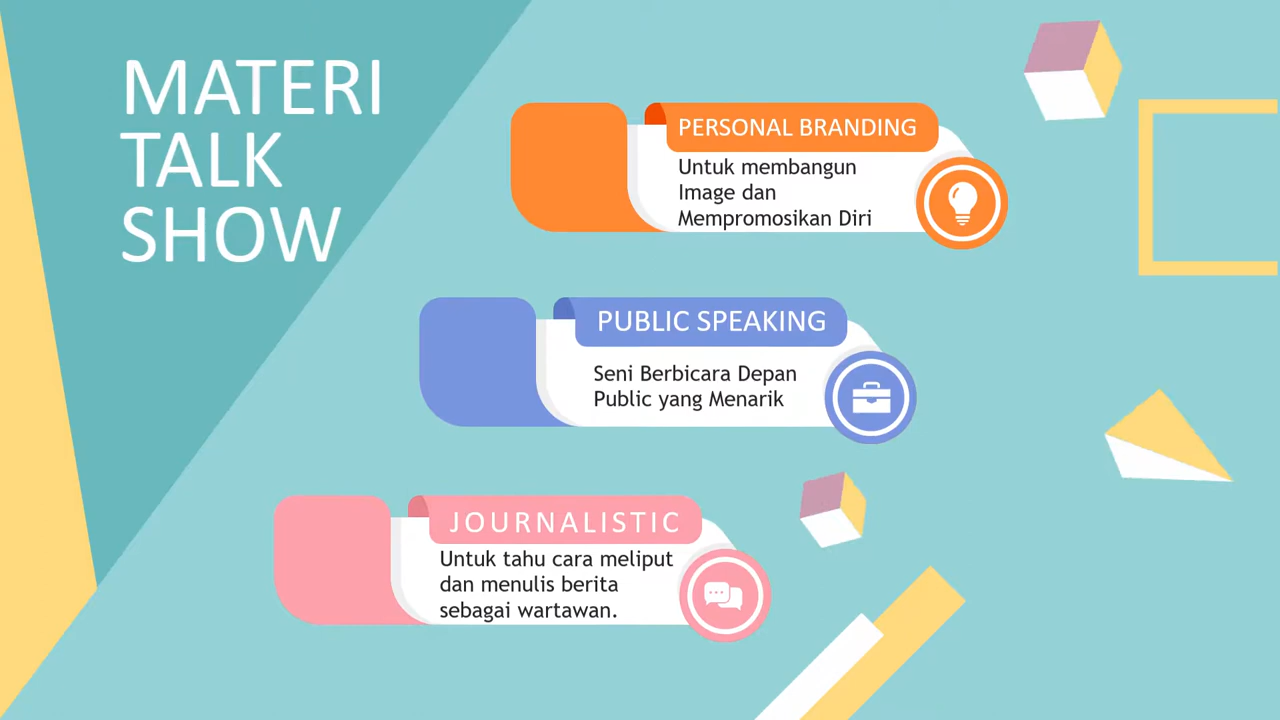 MATERI
TALK
SHOW
PERSONAL BRANDING
Untuk membangun
Image dan
Mempromosikan Diri
PUBLIC SPEAKING
Seni Berbicara Depan
Public yang Menarik
JOURNALISTIC
Untuk tahu cara meliput
dan menulis berita
sebagai wartawan.